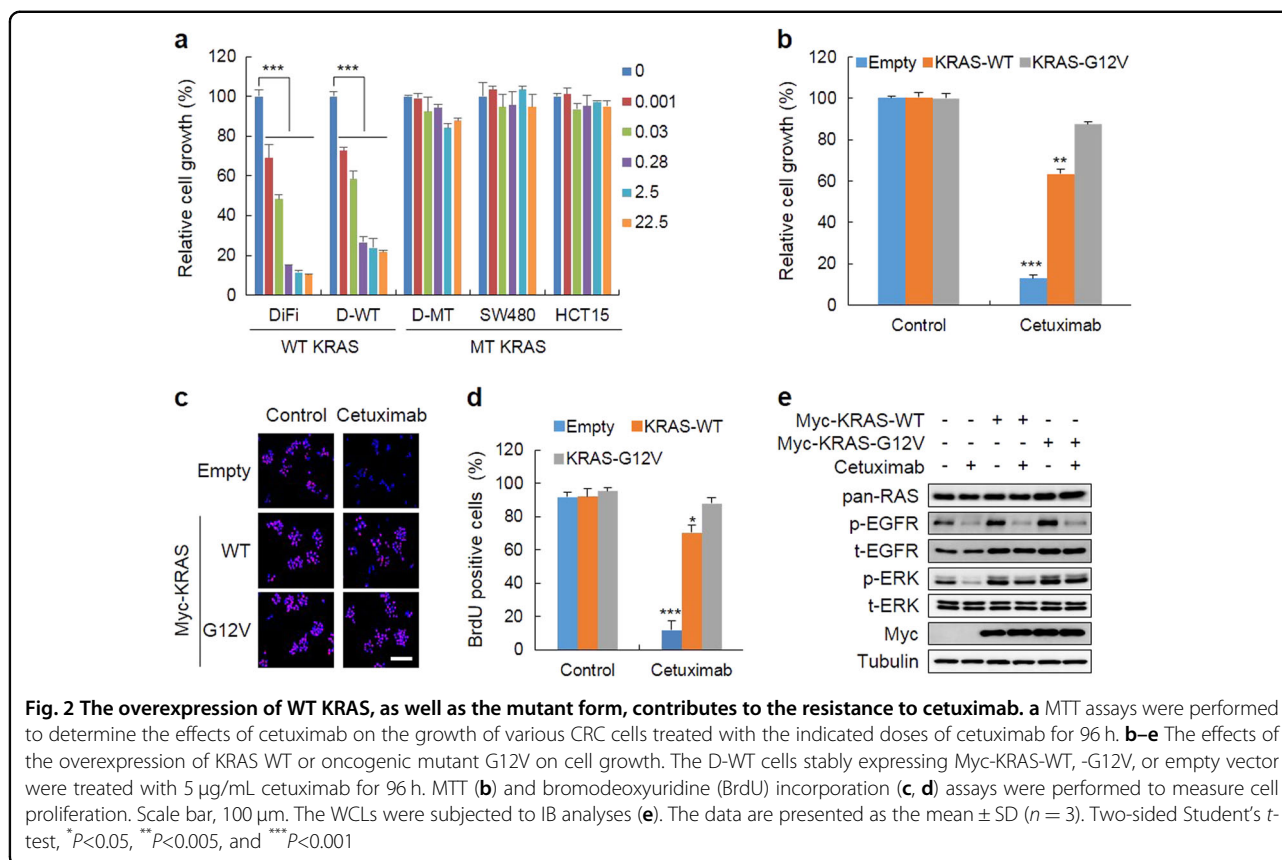 a
120
100
80
60
40
20
0
Relative cell growth (%)
***
***
0
0.001
0.03
0.28
2.5
22.5
DiFi D-WT D-MT SW480 HCT15
WT KRAS MT KRAS
b
Empty KRAS-WT KRAS-G12V
120
100
80
60
40
20
0
Relative cell growth (%)
***
**
Control Cetuximab
c
Control Cetuximab
Empty
Myc-KRAS
WT
G12V
d
Empty KRAS-WT
KRAS-G12V
120
100
80
60
40
20
0
BrdU positive cells (%)
***
*
Control Cetuximab
e
Myc-KRAS-WT - - + + - -
Myc-KRAS-G12V - - - - + +
Cetuximab - + - + - +
pan-RAS
p-EGFR
t-EGFR
p-ERK
t-ERK
Myc
Tubulin
Fig. 2 The overexpression of WT KRAS, as well as the mutant form, contributes to the resistance to cetuximab. a MTT assays were performed
to determine the effects of cetuximab on the growth of various CRC cells treated with the indicated doses of cetuximab for 96 h. b–e The effects of
the overexpression of KRAS WT or oncogenic mutant G12V on cell growth. The D-WT cells stably expressing Myc-KRAS-WT, -G12V, or empty vector
were treated with 5 μg/mL cetuximab for 96 h. MTT (b) and bromodeoxyuridine (BrdU) incorporation (c, d) assays were performed to measure cell
proliferation. Scale bar, 100 μm. The WCLs were subjected to IB analyses (e). The data are presented as the mean ± SD (n = 3). Two-sided Student's t-
test, *P<0.05, **P<0.005, and ***P<0.001